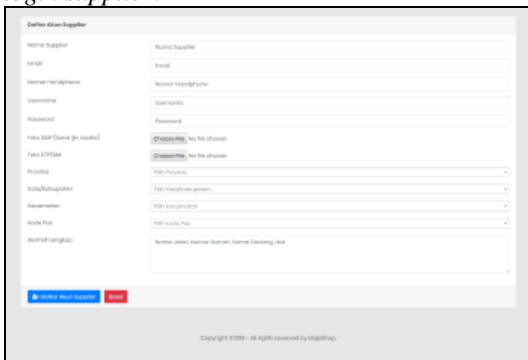 Daftar Akun Supplier
Nama Supplier
Nama Supplier
Email
Email
Nomor Handphone
Nomor Handphone
Username
Username
Password
Password
Foto SIUP (Surat Ijin Usaha)
Choose File No file chosen
Foto KTP/SIM
Choose File No file chosen
Provinsi
Pilih Provinsi
Kota/Kabupaten
Pilih Kota/Kabupaten
Kecamatan
Pilih Kecamatan
Kode Pos
Pilih Kode Pos
Alamat Lengkap
Nama Jalan, Nomor Rumah, Nama Gedung, dsb
Daftar Akun Supplier
Batal
All rights reserved by